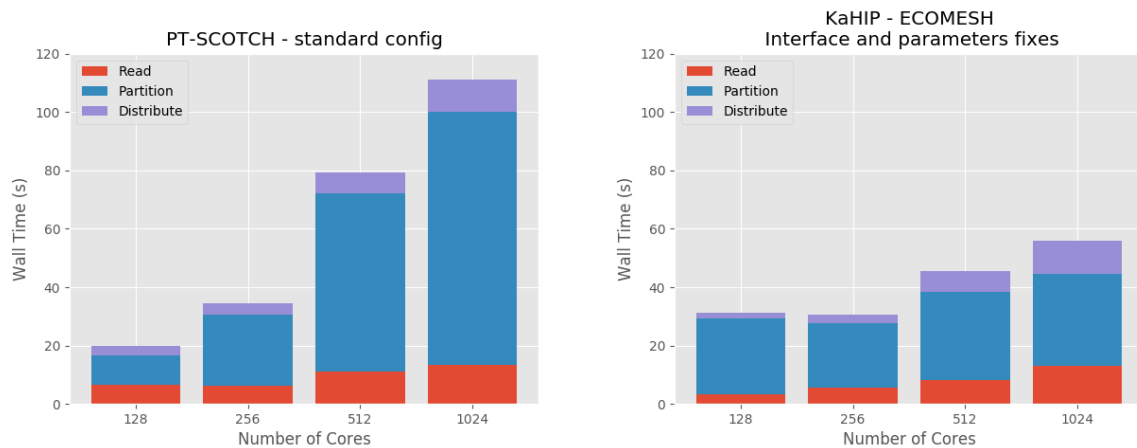 PT-SCOTCH - standard config
120
100
80
60
40
20
0
Wall Time (s)
Read
Partition
Distribute
128 256 512 1024
Number of Cores
KaHIP - ECOMESH
Interface and parameters fixes
120
100
80
60
40
20
0
Wall Time (s)
Read
Partition
Distribute
128 256 512 1024
Number of Cores